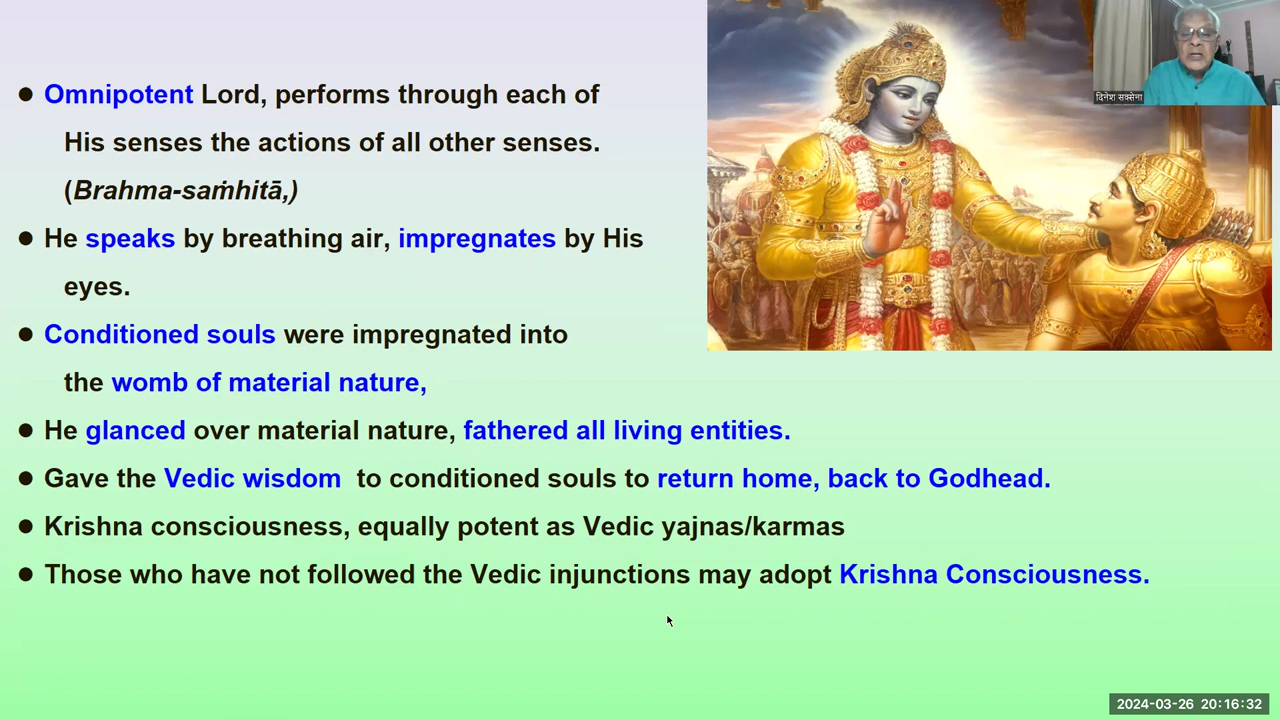 ● Omnipotent Lord, performs through each of
His senses the actions of all other senses.
(Brahma-saṁhitā,)
● He speaks by breathing air, impregnates by His
eyes.
● Conditioned souls were impregnated into
the womb of material nature,
● He glanced over material nature, fathered all living entities.
● Gave the Vedic wisdom  to conditioned souls to return home, back to Godhead.
● Krishna consciousness, equally potent as Vedic yajnas/karmas
● Those who have not followed the Vedic injunctions may adopt Krishna Consciousness.
दिनेश सक्सेना
2024-03-26 20:16:32